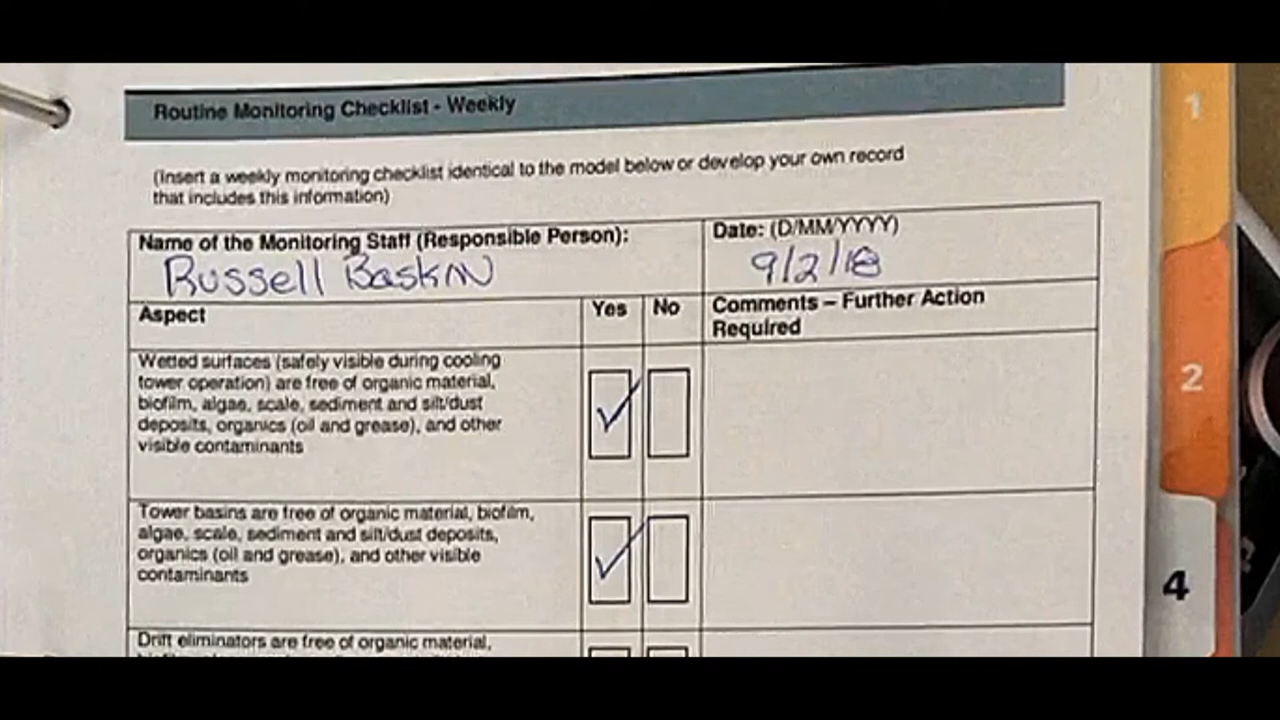 Routine Monitoring Checklist - Weekly
(Insert a weekly monitoring checklist identical to the model below or develop your own record
that includes this information)
Name of the Monitoring Staff (Responsible Person):
Russell Baskin
Date: (D/MM/YYYY)
9/2/18
Aspect
Yes
No
Comments – Further Action
Required
Wetted surfaces (safely visible during cooling
tower operation) are free of organic material,
biofilm, algae, scale, sediment and silt/dust
deposits, organics (oil and grease), and other
visible contaminants
Tower basins are free of organic material, biofilm,
algae, scale, sediment and silt/dust deposits,
organics (oil and grease), and other visible
contaminants
Drift eliminators are free of organic material,
1
2
4